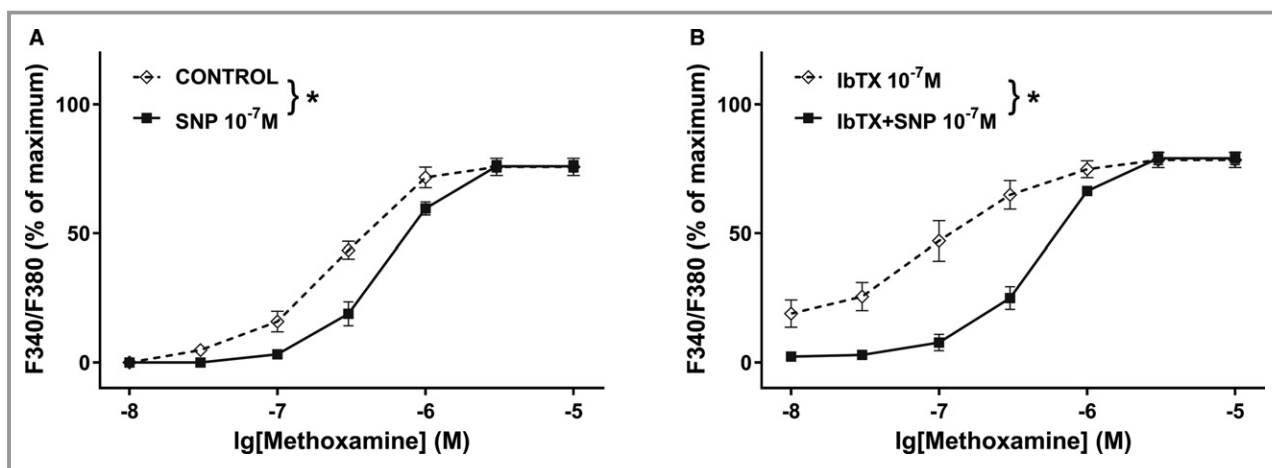 A
CONTROL
SNP 10⁻⁷M
} *
F340/F380 (% of maximum)
100
50
0
-8 -7 -6 -5
lg[Methoxamine] (M)
B
IbTX 10⁻⁷M
IbTX+SNP 10⁻⁷M
} *
F340/F380 (% of maximum)
100
50
0
-8 -7 -6 -5
lg[Methoxamine] (M)